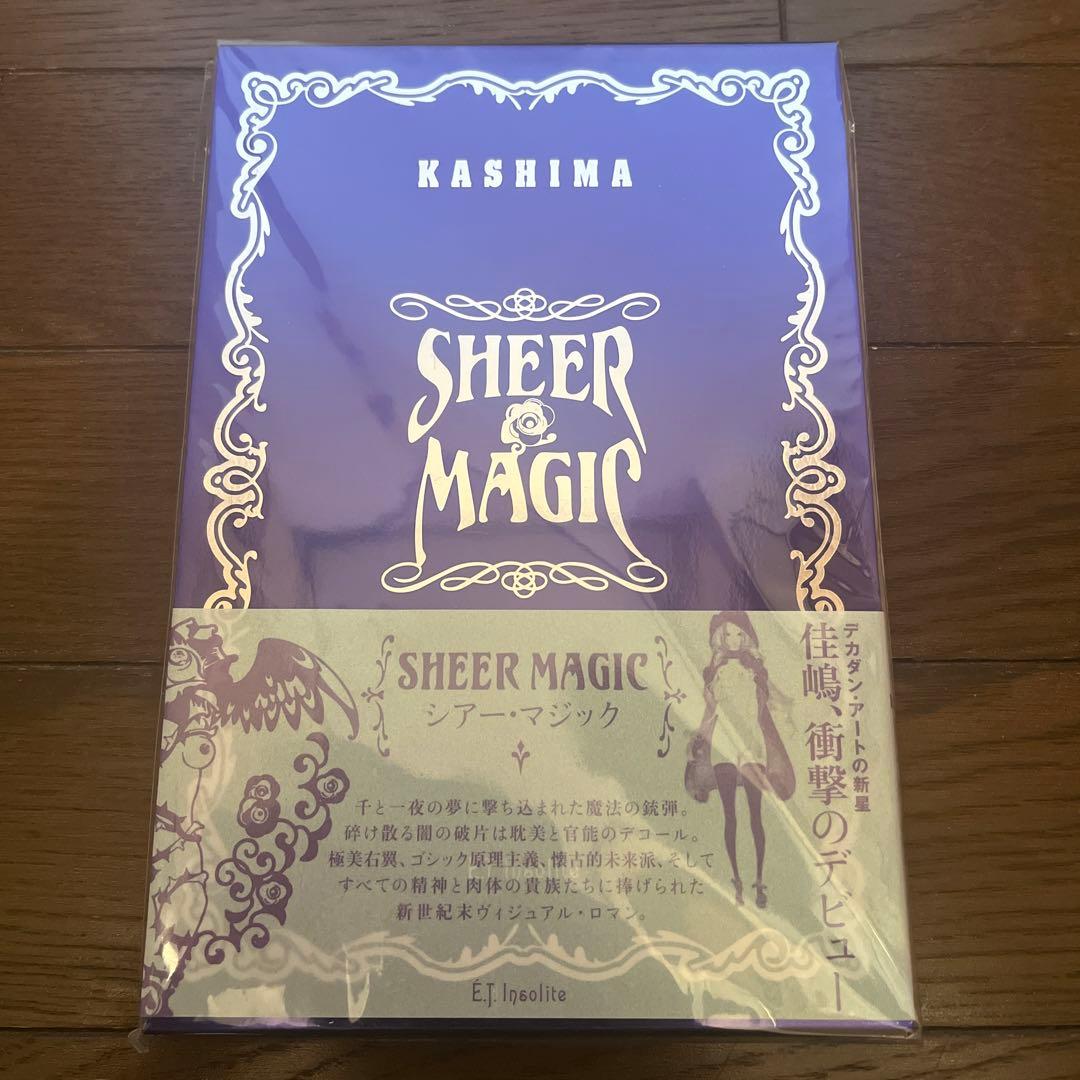 KASHIMA
SHEER
MAGIC
SHEER MAGIC
シアー・マジック
千と一夜の夢に撃ち込まれた魔法の銃弾。
砕け散る闇の破片は耽美と官能のデコール。
極美右翼、ゴシック原理主義、懐古的未来派、そして
すべての精神と肉体の貴族たちに捧げられた
新世紀末ヴィジュアル・ロマン。
É.T. Insolite
デカダン・アートの新星
佳嶋、衝撃のデビュー
E.T. Insolite